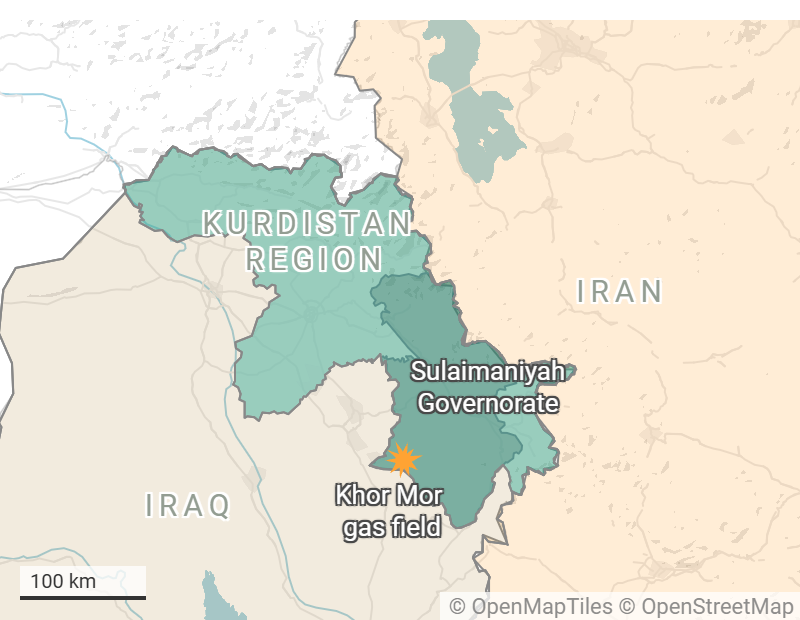 KURDISTAN
REGION
IRAN
Sulaimaniyah
Governorate
Khor Mor
gas field
IRAQ
100 km
© OpenMapTiles © OpenStreetMap